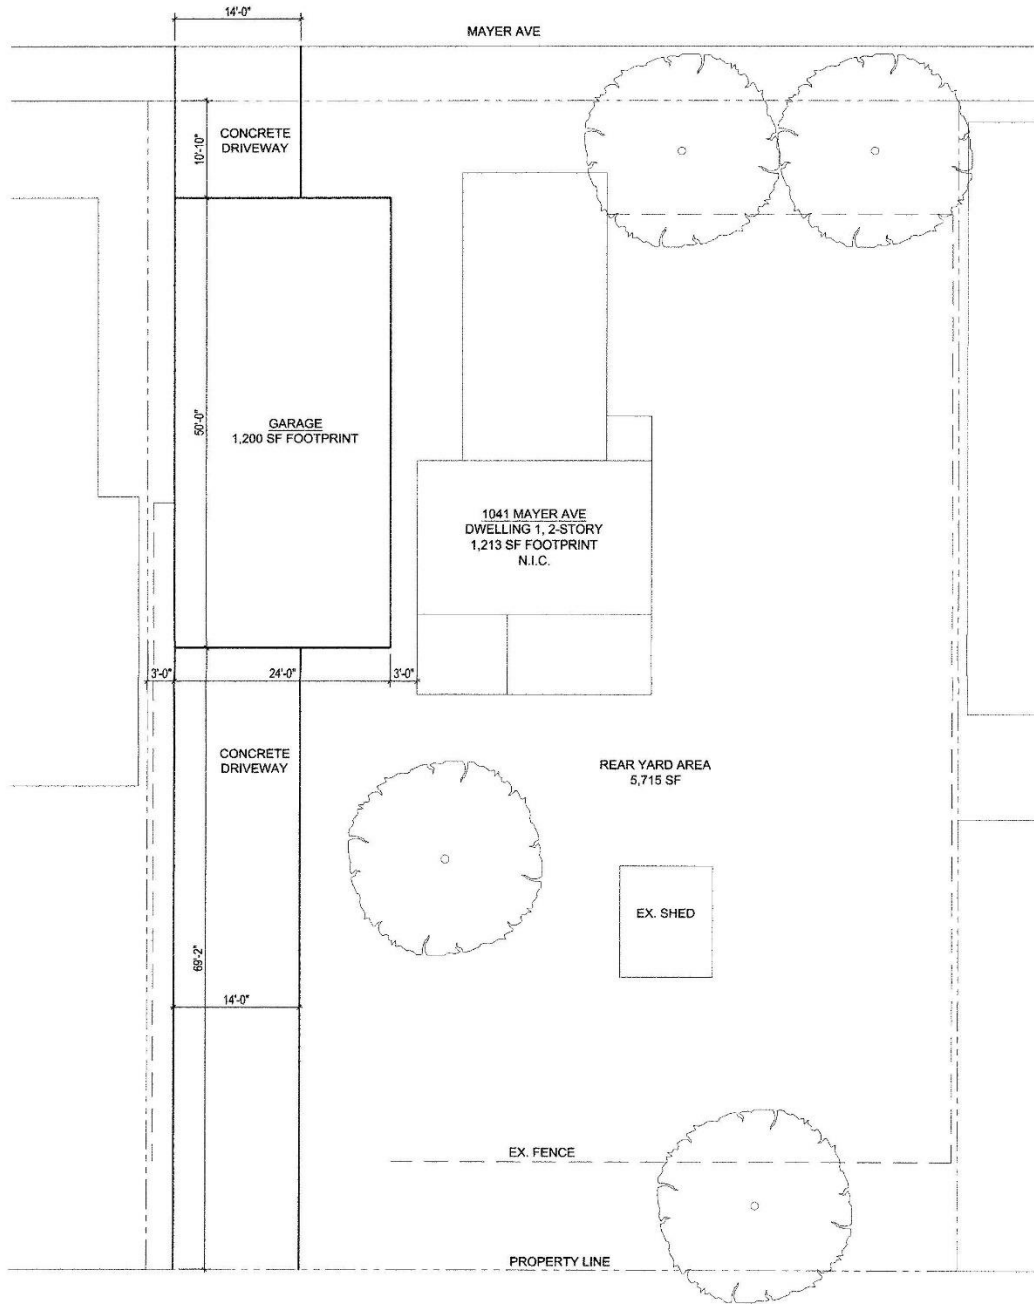 14'-0"
MAYER AVE
CONCRETE
DRIVEWAY
10'-10"
GARAGE
1,200 SF FOOTPRINT
50'-0"
1041 MAYER AVE
DWELLING 1, 2-STORY
1,213 SF FOOTPRINT
N.I.C.
3'-0"
24'-0"
3'-0"
CONCRETE
DRIVEWAY
REAR YARD AREA
5,715 SF
EX. SHED
69'-2"
14'-0"
EX. FENCE
PROPERTY LINE